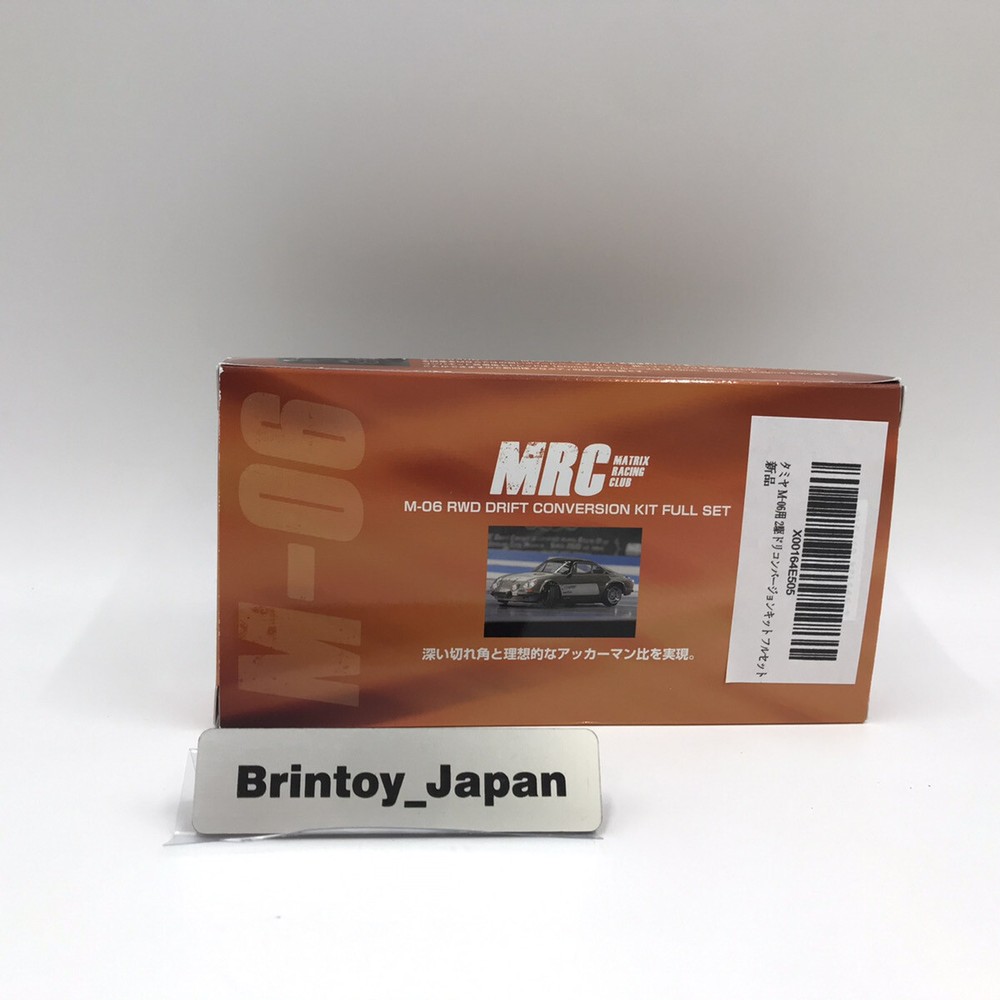 M-06
MRC
MATRIX
RACING
CLUB
M-06 RWD DRIFT CONVERSION KIT FULL SET
深い切れ角と理想的なアッカーマン比を実現。
X00164E505
タミヤ M-06用 2駆ドリコンバージョンキット フルセット
新品
Brintoy_Japan